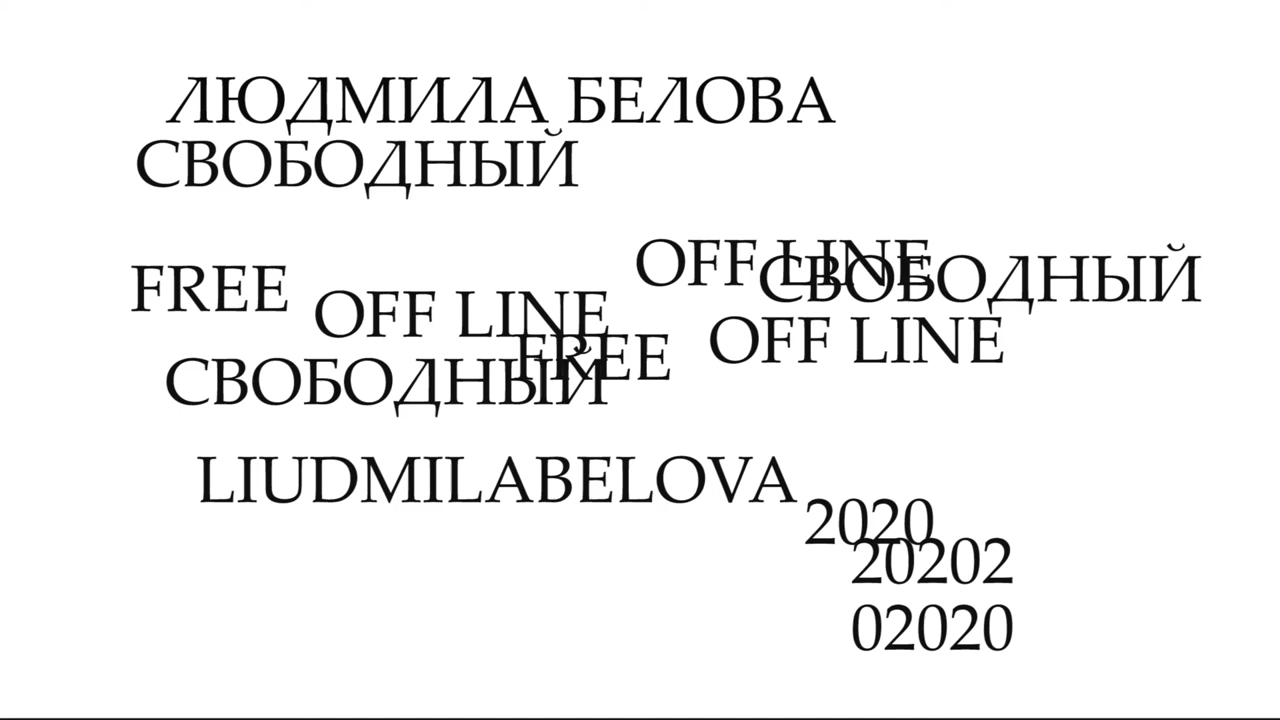 ЛЮДМИЛА БЕЛОВА
СВОБОДНЫЙ
OFF LINE
СВОБОДНЫЙ
FREE
OFF LINE
OFF LINE
FREE
СВОБОДНЫЙ
LIUDMILABELOVA
2020
20202
02020